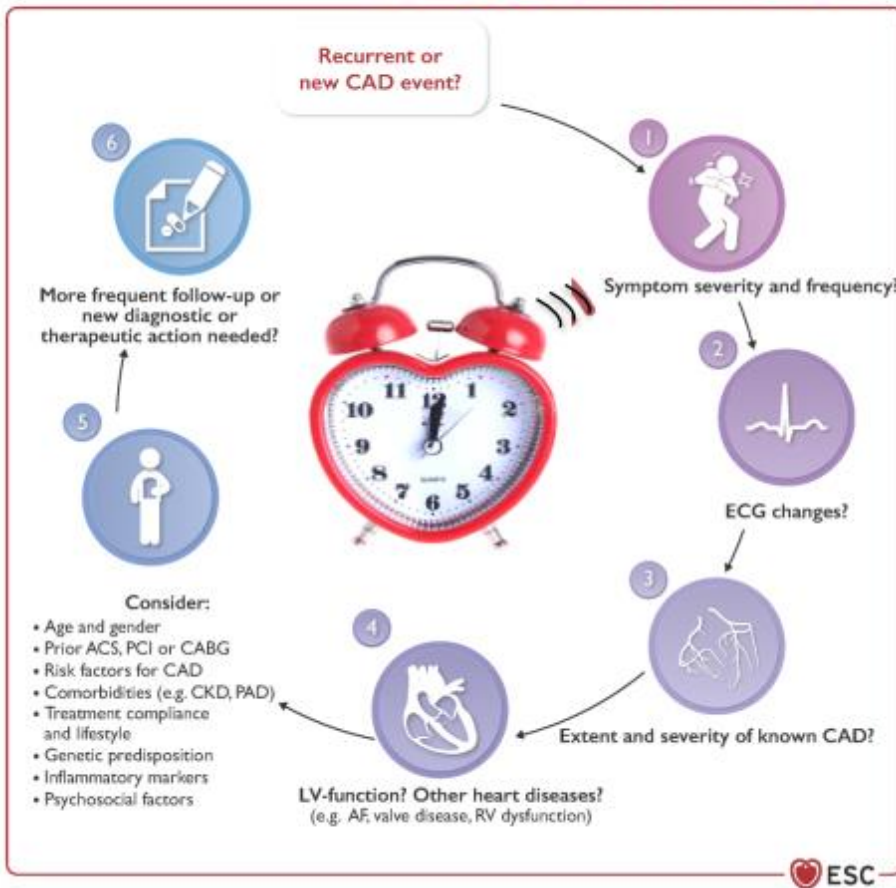 Recurrent or
new CAD event?
1
Symptom severity and frequency?
2
ECG changes?
3
Extent and severity of known CAD?
4
LV-function? Other heart diseases?
(e.g. AF, valve disease, RV dysfunction)
5
Consider:
• Age and gender
• Prior ACS, PCI or CABG
• Risk factors for CAD
• Comorbidities (e.g. CKD, PAD)
• Treatment compliance
and lifestyle
• Genetic predisposition
• Inflammatory markers
• Psychosocial factors
6
More frequent follow-up or
new diagnostic or
therapeutic action needed?
12
1
2
3
4
5
6
7
8
9
10
11
QUARTZ
ESC